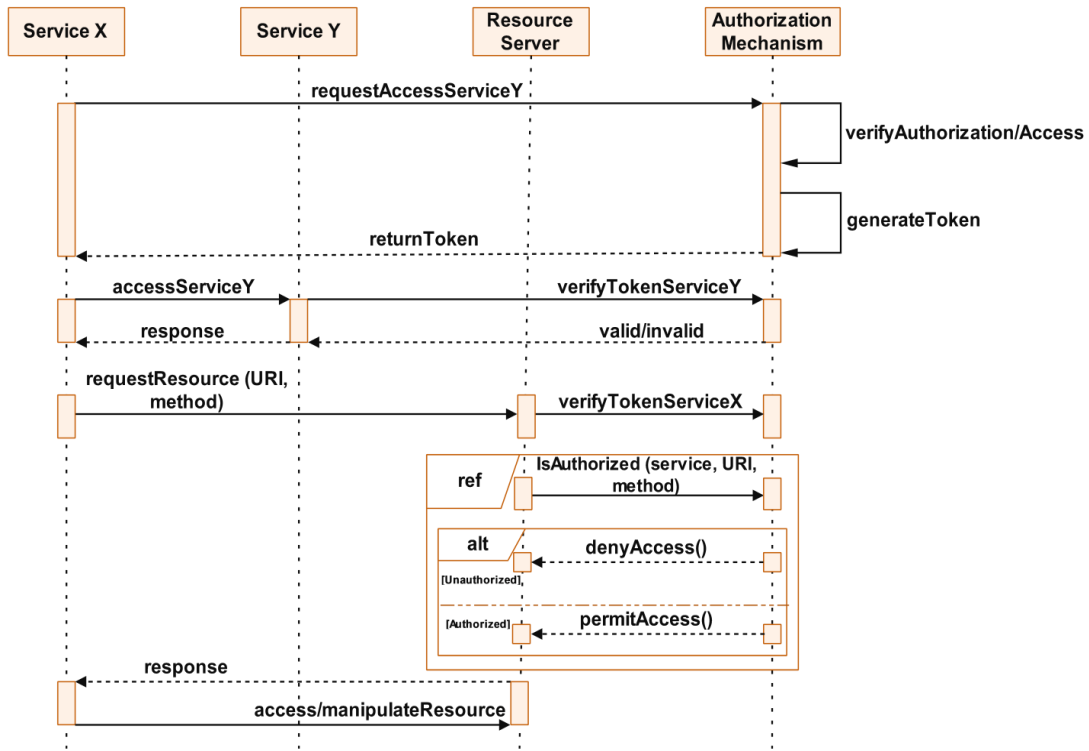 Service X
Service Y
Resource
Server
Authorization
Mechanism
requestAccessServiceY
verifyAuthorization/Access
generateToken
returnToken
accessServiceY
verifyTokenServiceY
response
valid/invalid
requestResource (URI,
method)
verifyTokenServiceX
ref
IsAuthorized (service, URI,
method)
alt
denyAccess()
[Unauthorized]
permitAccess()
[Authorized]
response
access/manipulateResource